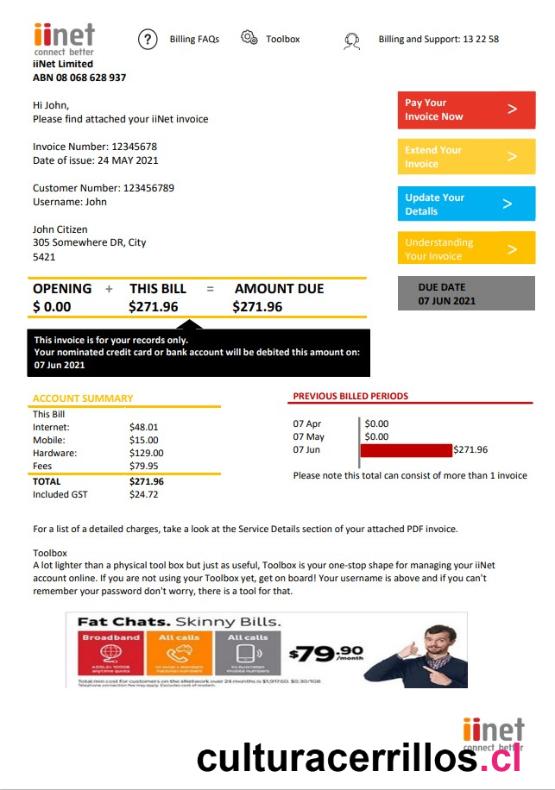 iinet
connect better
Billing FAQs
Toolbox
Billing and Support: 13 22 58
iiNet Limited
ABN 08 068 628 937
Hi John,
Please find attached your iiNet invoice
Invoice Number: 12345678
Date of issue: 24 MAY 2021
Customer Number: 123456789
Username: John
John Citizen
305 Somewhere DR, City
5421
Pay Your
Invoice Now
>
Extend Your
Invoice
>
Update Your
Details
>
Understanding
Your Invoice
>
OPENING + THIS BILL = AMOUNT DUE
$ 0.00 $271.96 $271.96
DUE DATE
07 JUN 2021
This invoice is for your records only.
Your nominated credit card or bank account will be debited this amount on:
07 Jun 2021
ACCOUNT SUMMARY
This Bill
Internet: $48.01
Mobile: $15.00
Hardware: $129.00
Fees $79.95
TOTAL $271.96
Included GST $24.72
PREVIOUS BILLED PERIODS
07 Apr $0.00
07 May $0.00
07 Jun $271.96
Please note this total can consist of more than 1 invoice
For a list of a detailed charges, take a look at the Service Details section of your attached PDF invoice.
Toolbox
A lot lighter than a physical tool box but just as useful, Toolbox is your one-stop shape for managing your iiNet
account online. If you are not using your Toolbox yet, get on board! Your username is above and if you can't
remember your password don't worry, there is a tool for that.
Fat Chats. Skinny Bills.
Broadband
All calls
All calls
$79.90
/month
iinet
connect better
culturacerrillos.cl